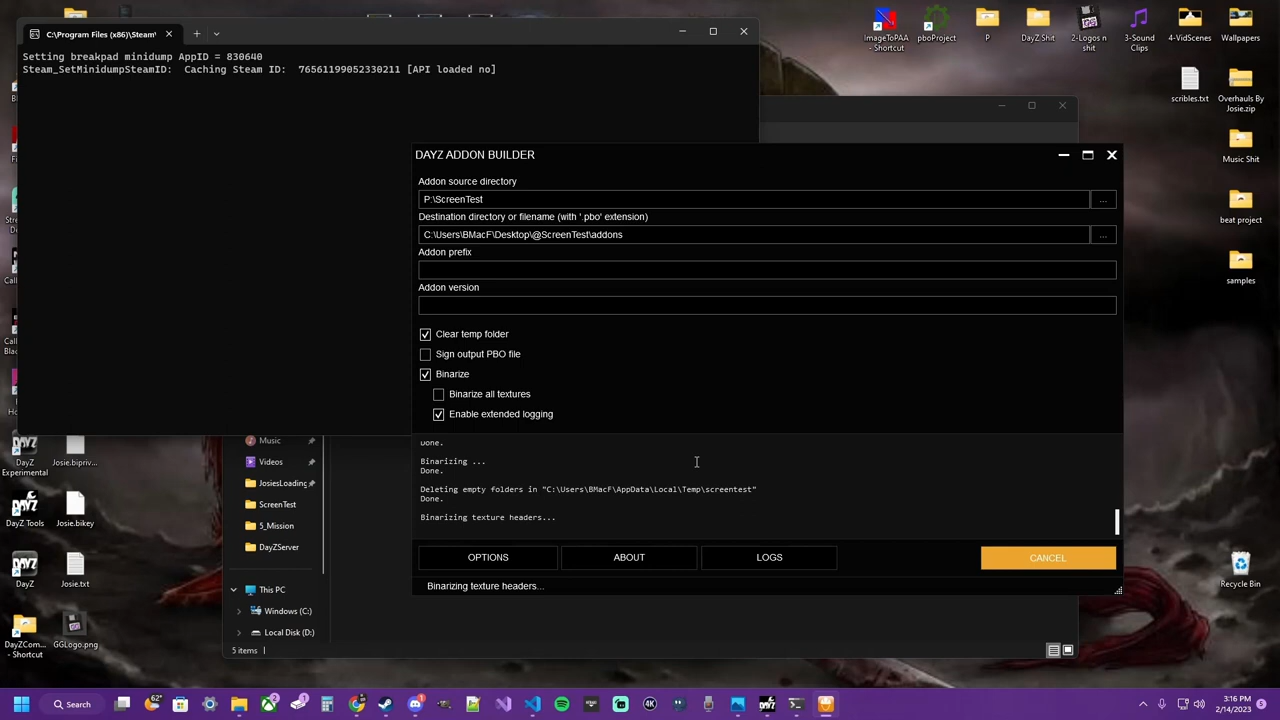 C:\Program Files (x86)\Steam'
Setting breakpad minidump AppID = 830640
Steam_SetMinidumpSteamID:  Caching Steam ID:  76561199052330211 [API loaded no]
ImageToPAA
- Shortcut
pboProject
P
DayZ Shit
2-Logos n
shit
3-Sound
Clips
4-VidScenes
Wallpapers
scribles.txt
Overhauls By
Josie.zip
Music Shit
beat project
samples
DAYZ ADDON BUILDER
Addon source directory
P:\ScreenTest
...
Destination directory or filename (with '.pbo' extension)
C:\Users\BMacF\Desktop\@ScreenTest\addons
...
Addon prefix
Addon version
Clear temp folder
Sign output PBO file
Binarize
Binarize all textures
Enable extended logging
Done.
Binarizing ...
Done.
Deleting empty folders in "C:\Users\BMacF\AppData\Local\Temp\screentest"
Done.
Binarizing texture headers...
OPTIONS
ABOUT
LOGS
CANCEL
Binarizing texture headers...
Music
Videos
JosiesLoading
ScreenTest
5_Mission
DayZServer
This PC
Windows (C:)
Local Disk (D:)
5 items
DayZ
Experimental
Josie.bipriv...
DayZ Tools
Josie.bikey
DayZ
Josie.txt
DayZCom...
- Shortcut
GGLogo.png
Recycle Bin
Search
62°
3:16 PM
2/14/2023